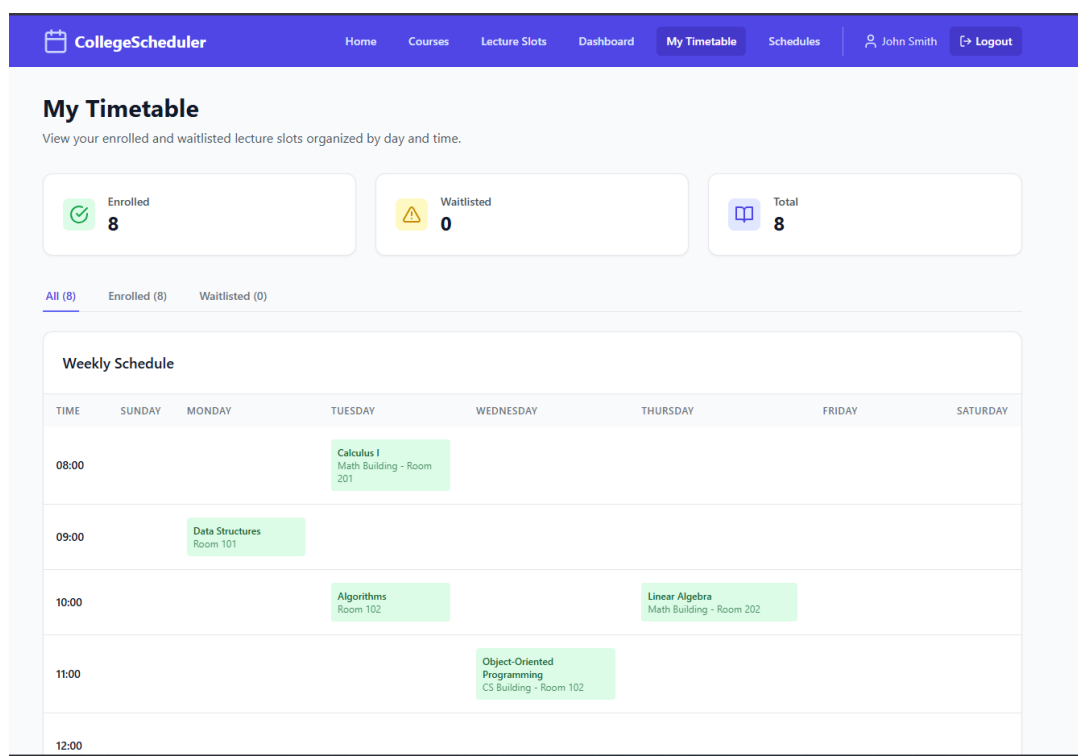 CollegeScheduler Home Courses Lecture Slots Dashboard My Timetable Schedules John Smith Logout
My Timetable
View your enrolled and waitlisted lecture slots organized by day and time.
Enrolled
8
Waitlisted
0
Total
8
All (8) Enrolled (8) Waitlisted (0)
Weekly Schedule
TIME SUNDAY MONDAY TUESDAY WEDNESDAY THURSDAY FRIDAY SATURDAY
08:00
Calculus I
Math Building - Room
201
09:00
Data Structures
Room 101
10:00
Algorithms
Room 102
Linear Algebra
Math Building - Room 202
11:00
Object-Oriented
Programming
CS Building - Room 102
12:00